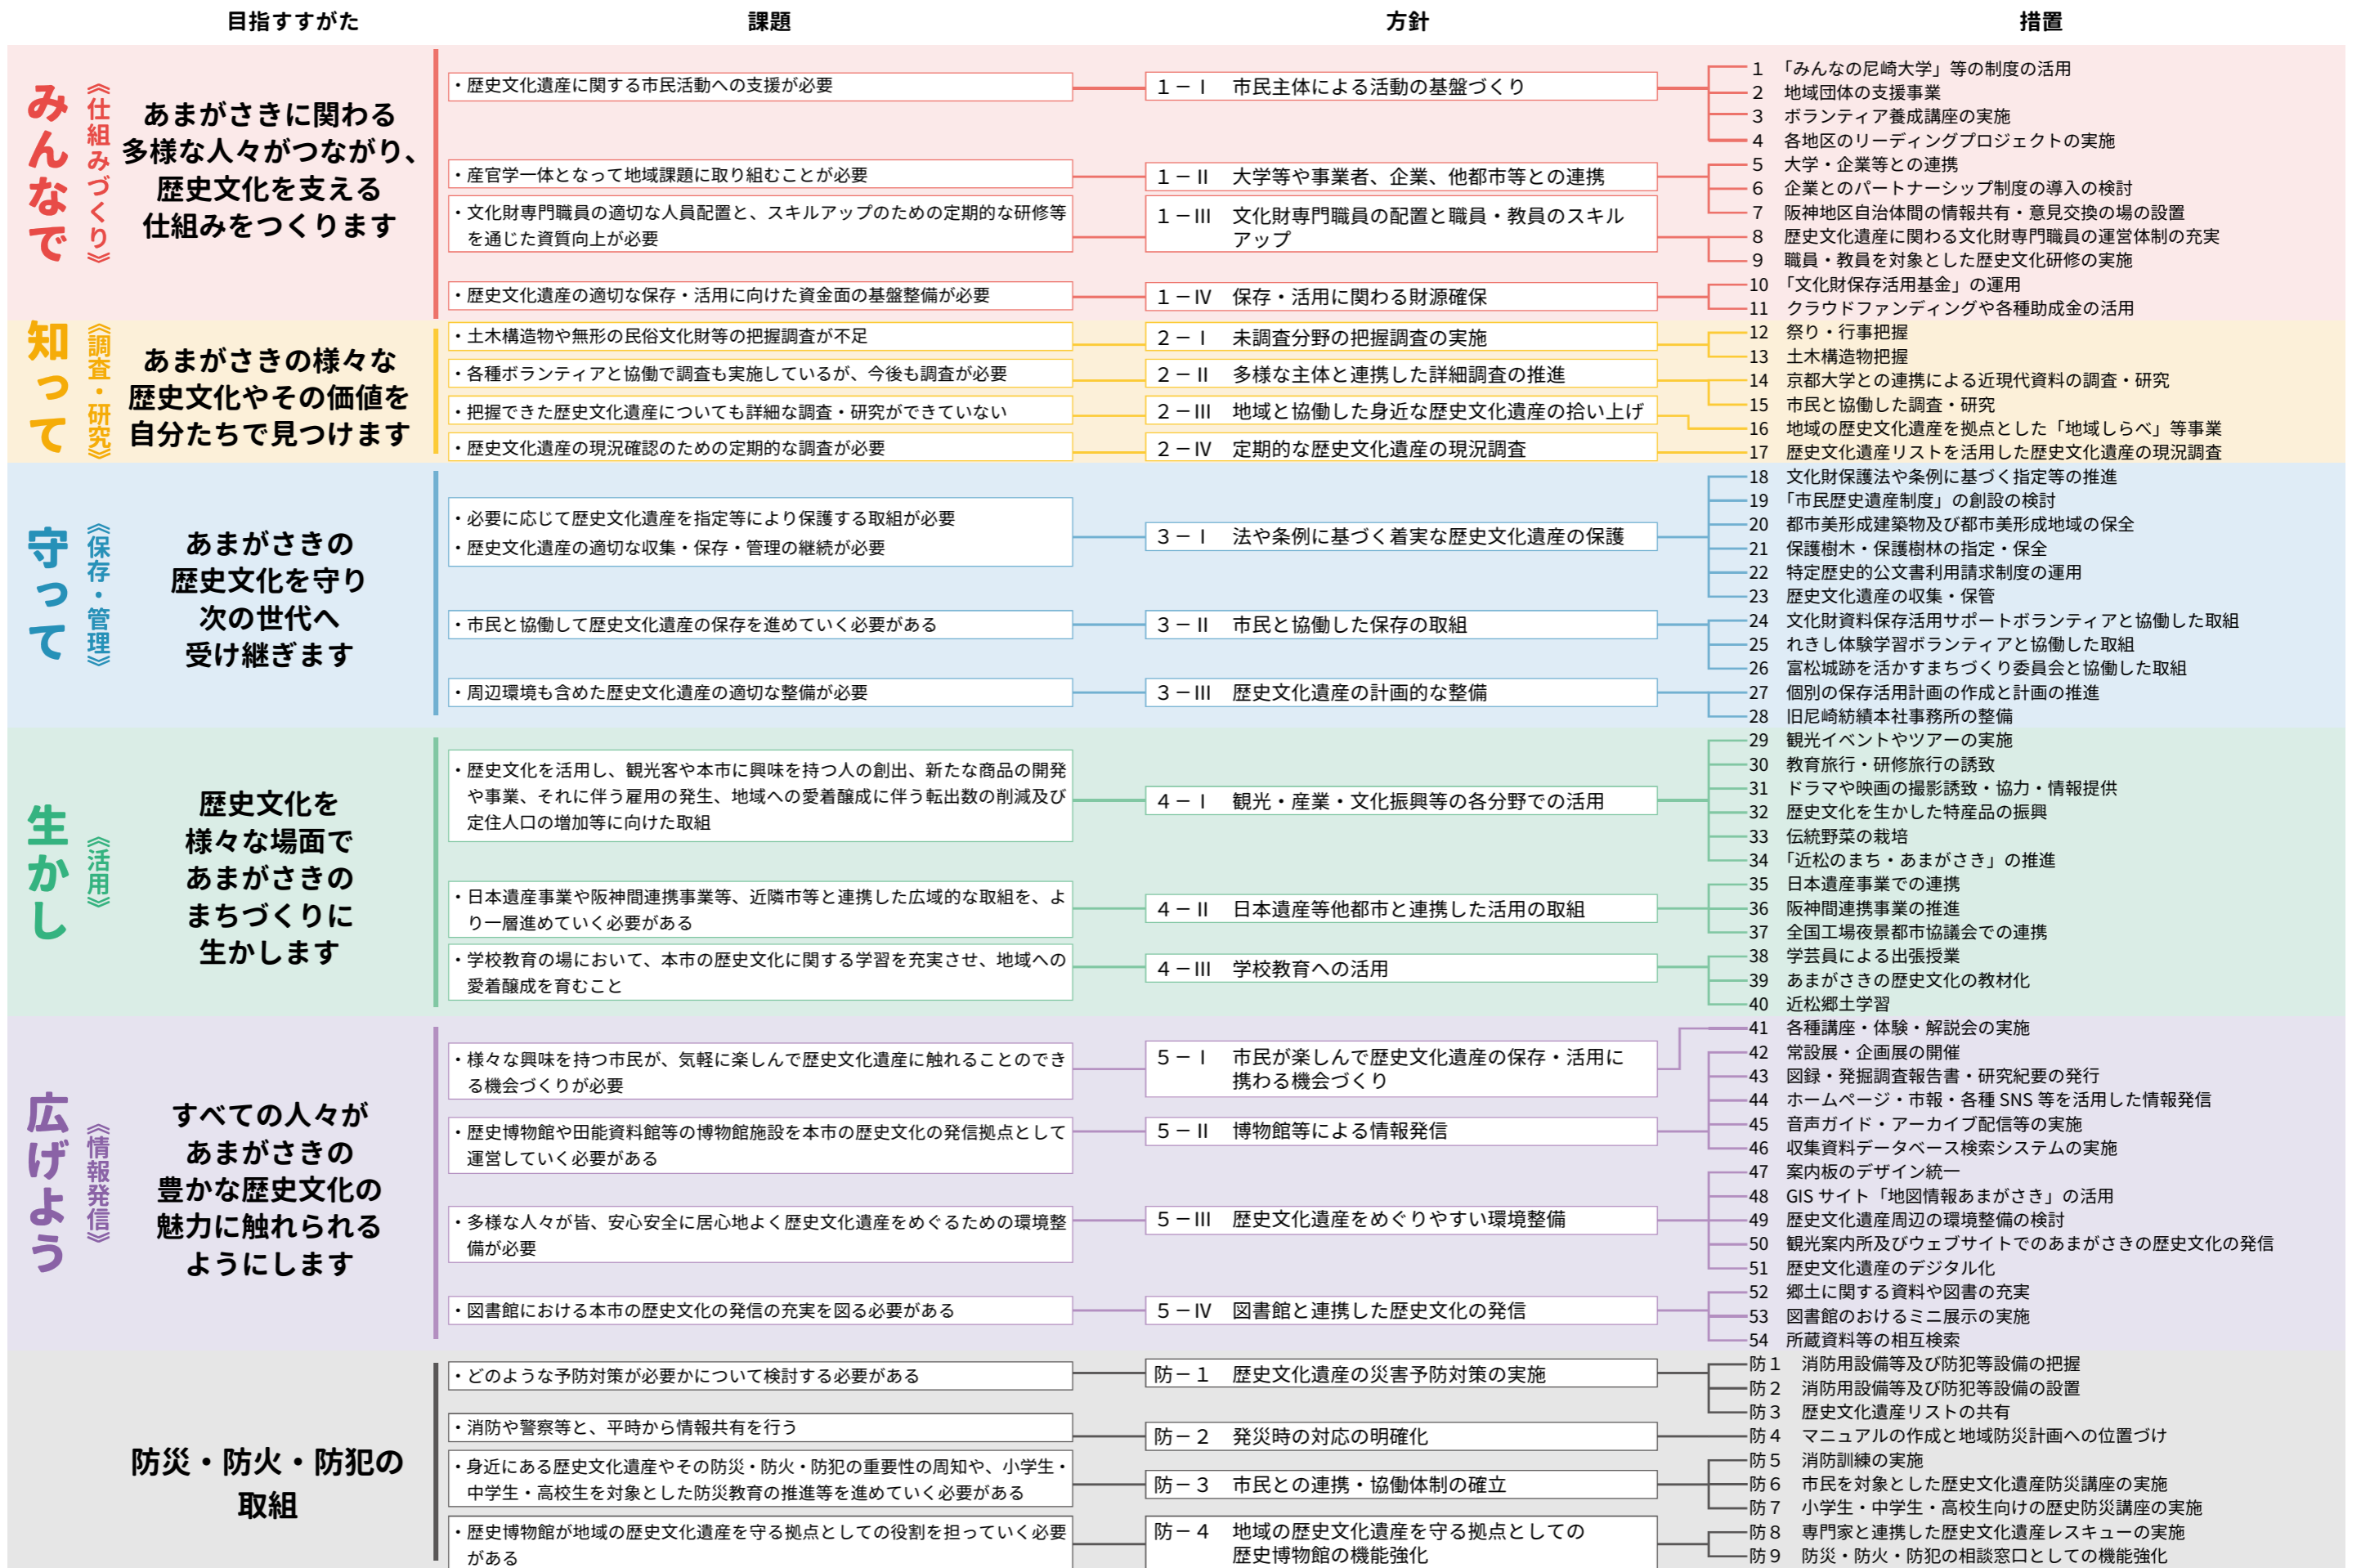 目指すすがた
課題
方針
措置
みんなで
《仕組みづくり》
あまがさきに関わる
多様な人々がつながり、
歴史文化を支える
仕組みをつくります
・歴史文化遺産に関する市民活動への支援が必要
1－Ⅰ 市民主体による活動の基盤づくり
1 「みんなの尼崎大学」等の制度の活用
2 地域団体の支援事業
3 ボランティア養成講座の実施
4 各地区のリーディングプロジェクトの実施
・産官学一体となって地域課題に取り組むことが必要
1－Ⅱ 大学等や事業者、企業、他都市等との連携
5 大学・企業等との連携
6 企業とのパートナーシップ制度の導入の検討
7 阪神地区自治体間の情報共有・意見交換の場の設置
・文化財専門職員の適切な人員配置と、スキルアップのための定期的な研修等
を通じた資質向上が必要
1－Ⅲ 文化財専門職員の配置と職員・教員のスキル
アップ
8 歴史文化遺産に関わる文化財専門職員の運営体制の充実
9 職員・教員を対象とした歴史文化研修の実施
・歴史文化遺産の適切な保存・活用に向けた資金面の基盤整備が必要
1－Ⅳ 保存・活用に関わる財源確保
10 「文化財保存活用基金」の運用
11 クラウドファンディングや各種助成金の活用
知って
《調査・研究》
あまがさきの様々な
歴史文化やその価値を
自分たちで見つけます
・土木構造物や無形の民俗文化財等の把握調査が不足
2－Ⅰ 未調査分野の把握調査の実施
12 祭り・行事把握
13 土木構造物把握
・各種ボランティアと協働で調査も実施しているが、今後も調査が必要
2－Ⅱ 多様な主体と連携した詳細調査の推進
14 京都大学との連携による近現代資料の調査・研究
15 市民と協働した調査・研究
・把握できた歴史文化遺産についても詳細な調査・研究ができていない
2－Ⅲ 地域と協働した身近な歴史文化遺産の拾い上げ
16 地域の歴史文化遺産を拠点とした「地域しらべ」等事業
・歴史文化遺産の現況確認のための定期的な調査が必要
2－Ⅳ 定期的な歴史文化遺産の現況調査
17 歴史文化遺産リストを活用した歴史文化遺産の現況調査
守って
《保存・管理》
あまがさきの
歴史文化を守り
次の世代へ
受け継ぎます
・必要に応じて歴史文化遺産を指定等により保護する取組が必要
・歴史文化遺産の適切な収集・保存・管理の継続が必要
3－Ⅰ 法や条例に基づく着実な歴史文化遺産の保護
18 文化財保護法や条例に基づく指定等の推進
19 「市民歴史遺産制度」の創設の検討
20 都市美形成建築物及び都市美形成地域の保全
21 保護樹木・保護樹林の指定・保全
22 特定歴史的公文書利用請求制度の運用
23 歴史文化遺産の収集・保管
・市民と協働して歴史文化遺産の保存を進めていく必要がある
3－Ⅱ 市民と協働した保存の取組
24 文化財資料保存活用サポートボランティアと協働した取組
25 れきし体験学習ボランティアと協働した取組
26 富松城跡を活かすまちづくり委員会と協働した取組
・周辺環境も含めた歴史文化遺産の適切な整備が必要
3－Ⅲ 歴史文化遺産の計画的な整備
27 個別の保存活用計画の作成と計画の推進
28 旧尼崎紡績本社事務所の整備
生かし
《活用》
歴史文化を
様々な場面で
あまがさきの
まちづくりに
生かします
・歴史文化を活用し、観光客や本市に興味を持つ人の創出、新たな商品の開発
や事業、それに伴う雇用の発生、地域への愛着醸成に伴う転出数の削減及び
定住人口の増加等に向けた取組
4－Ⅰ 観光・産業・文化振興等の各分野での活用
29 観光イベントやツアーの実施
30 教育旅行・研修旅行の誘致
31 ドラマや映画の撮影誘致・協力・情報提供
32 歴史文化を生かした特産品の振興
33 伝統野菜の栽培
34 「近松のまち・あまがさき」の推進
・日本遺産事業や阪神間連携事業等、近隣市等と連携した広域的な取組を、よ
り一層進めていく必要がある
4－Ⅱ 日本遺産等他都市と連携した活用の取組
35 日本遺産事業での連携
36 阪神間連携事業の推進
37 全国工場夜景都市協議会での連携
・学校教育の場において、本市の歴史文化に関する学習を充実させ、地域への
愛着醸成を育むこと
4－Ⅲ 学校教育への活用
38 学芸員による出張授業
39 あまがさきの歴史文化の教材化
40 近松郷土学習
広げよう
《情報発信》
すべての人々が
あまがさきの
豊かな歴史文化の
魅力に触れられる
ようにします
・様々な興味を持つ市民が、気軽に楽しんで歴史文化遺産に触れることのでき
る機会づくりが必要
5－Ⅰ 市民が楽しんで歴史文化遺産の保存・活用に
携わる機会づくり
41 各種講座・体験・解説会の実施
・歴史博物館や田能資料館等の博物館施設を本市の歴史文化の発信拠点として
運営していく必要がある
5－Ⅱ 博物館等による情報発信
42 常設展・企画展の開催
43 図録・発掘調査報告書・研究紀要の発行
44 ホームページ・市報・各種 SNS 等を活用した情報発信
45 音声ガイド・アーカイブ配信等の実施
46 収集資料データベース検索システムの実施
・多様な人々が皆、安心安全に居心地よく歴史文化遺産をめぐるための環境整
備が必要
5－Ⅲ 歴史文化遺産をめぐりやすい環境整備
47 案内板のデザイン統一
48 GIS サイト「地図情報あまがさき」の活用
49 歴史文化遺産周辺の環境整備の検討
50 観光案内所及びウェブサイトでのあまがさきの歴史文化の発信
51 歴史文化遺産のデジタル化
・図書館における本市の歴史文化の発信の充実を図る必要がある
5－Ⅳ 図書館と連携した歴史文化の発信
52 郷土に関する資料や図書の充実
53 図書館のおけるミニ展示の実施
54 所蔵資料等の相互検索
防災・防火・防犯の
取組
・どのような予防対策が必要かについて検討する必要がある
防－1 歴史文化遺産の災害予防対策の実施
防1 消防用設備等及び防犯等設備の把握
防2 消防用設備等及び防犯等設備の設置
防3 歴史文化遺産リストの共有
・消防や警察等と、平時から情報共有を行う
防－2 発災時の対応の明確化
防4 マニュアルの作成と地域防災計画への位置づけ
・身近にある歴史文化遺産やその防災・防火・防犯の重要性の周知や、小学生・
中学生・高校生を対象とした防災教育の推進等を進めていく必要がある
防－3 市民との連携・協働体制の確立
防5 消防訓練の実施
防6 市民を対象とした歴史文化遺産防災講座の実施
防7 小学生・中学生・高校生向けの歴史防災講座の実施
・歴史博物館が地域の歴史文化遺産を守る拠点としての役割を担っていく必要
がある
防－4 地域の歴史文化遺産を守る拠点としての
歴史博物館の機能強化
防8 専門家と連携した歴史文化遺産レスキューの実施
防9 防災・防火・防犯の相談窓口としての機能強化